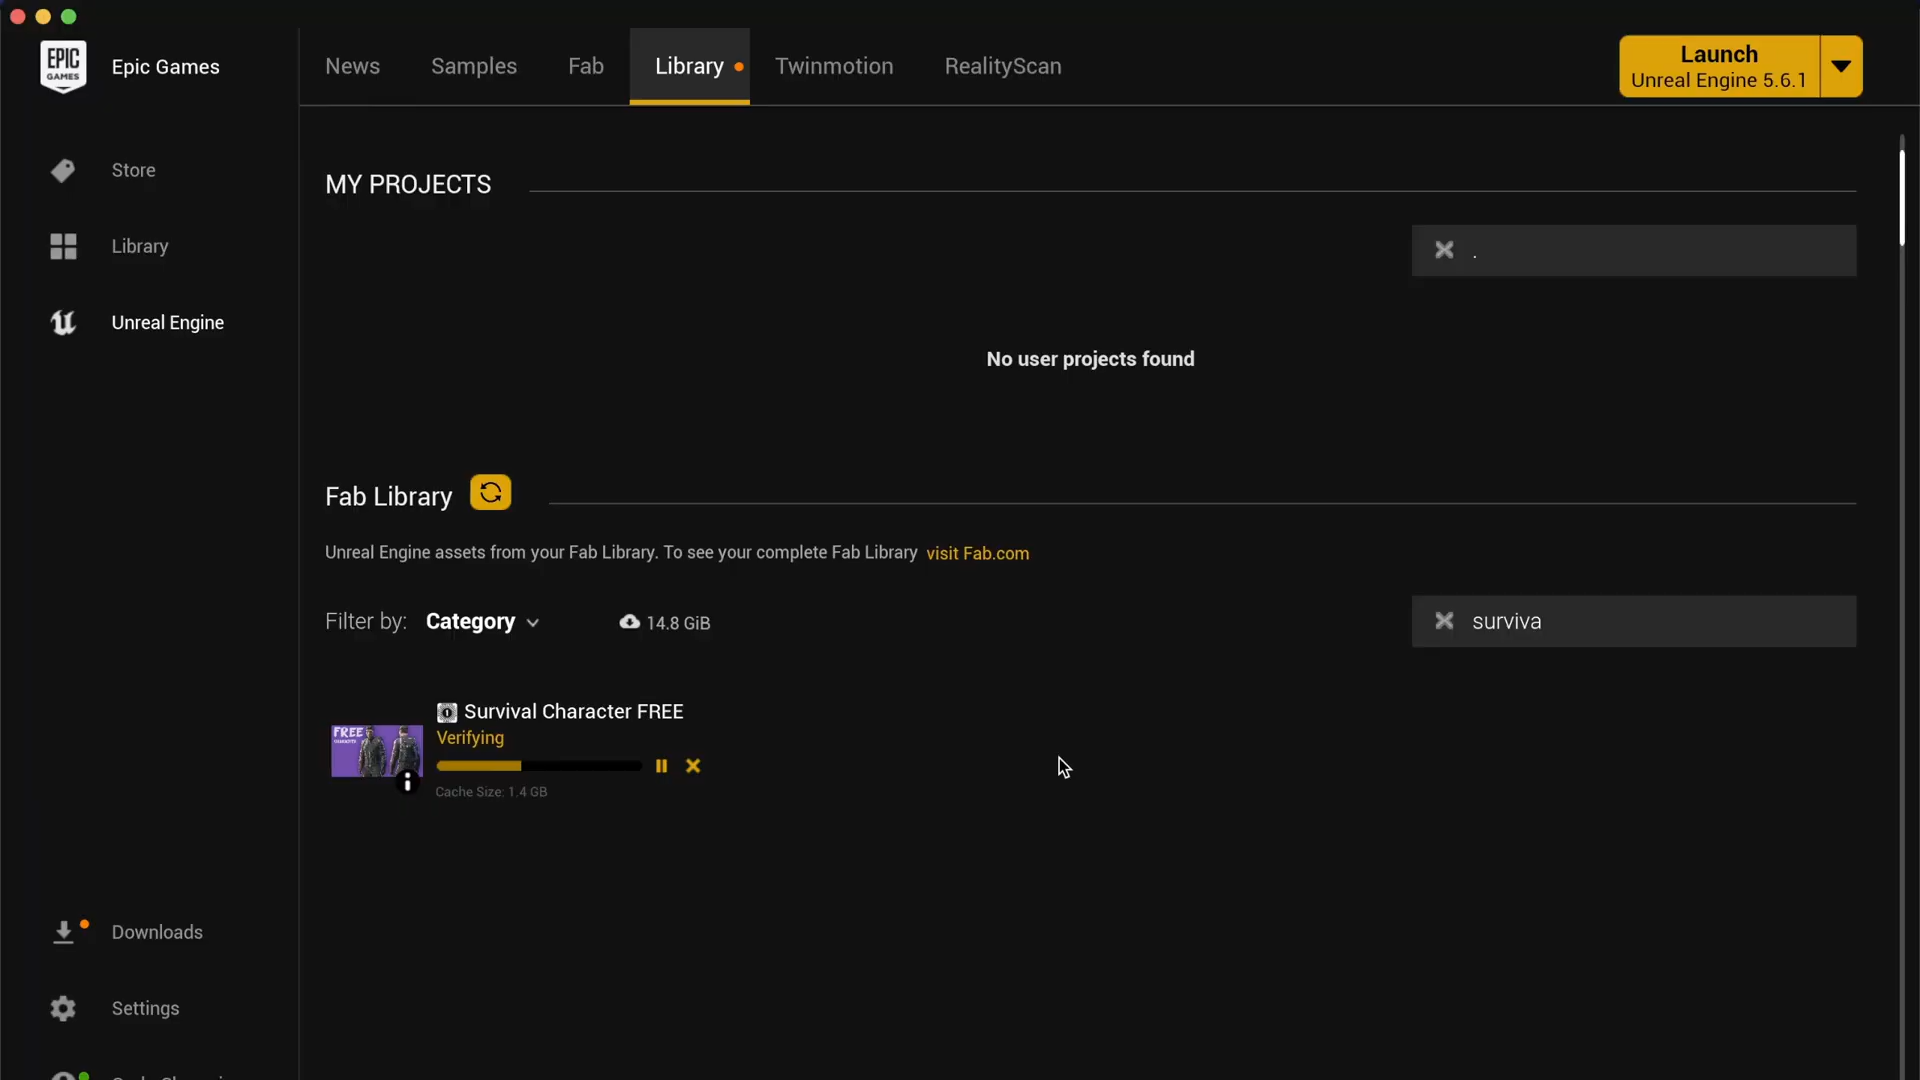 EPIC GAMES
Epic Games
News
Samples
Fab
Library
Twinmotion
RealityScan
Launch
Unreal Engine 5.6.1
Store
Library
Unreal Engine
MY PROJECTS
.
No user projects found
Fab Library
Unreal Engine assets from your Fab Library. To see your complete Fab Library visit Fab.com
Filter by: Category
14.8 GiB
surviva
FREE
Survival Character FREE
Verifying
Cache Size: 1.4 GB
Downloads
Settings